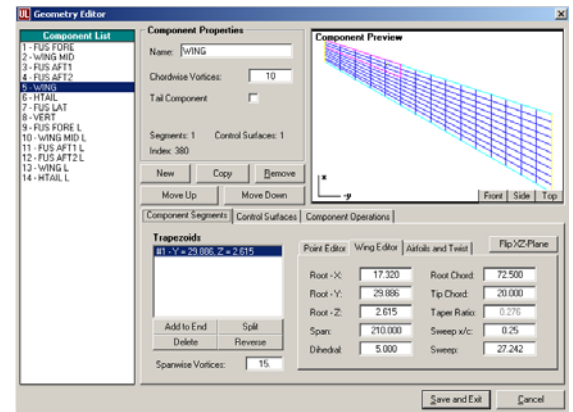 UL Geometry Editor
Component List
1 - FUS FORE
2 - WING MID
3 - FUS AFT1
4 - FUS AFT2
5 - WING
6 - HTAIL
7 - FUS LAT
8 - VERT
9 - FUS FORE L
10 - WING MID L
11 - FUS AFT1 L
12 - FUS AFT2 L
13 - WING L
14 - HTAIL L
Component Properties
Name: WING
Chordwise Vortices: 10
Tail Component
Segments: 1 Control Surfaces: 1
Index: 380
New Copy Remove
Move Up Move Down
Component Preview
x
-y
Front Side Top
Component Segments Control Surfaces Component Operations
Trapezoids
#1 - Y = 29.886, Z = 2.615
Add to End Split
Delete Reverse
Spanwise Vortices: 15
Point Editor Wing Editor Airfoils and Twist Flip XZ-Plane
Root - X: 17.320 Root Chord: 72.500
Root - Y: 29.886 Tip Chord: 20.000
Root - Z: 2.615 Taper Ratio: 0.276
Span: 210.000 Sweep x/c: 0.25
Dihedral: 5.000 Sweep: 27.242
Save and Exit Cancel